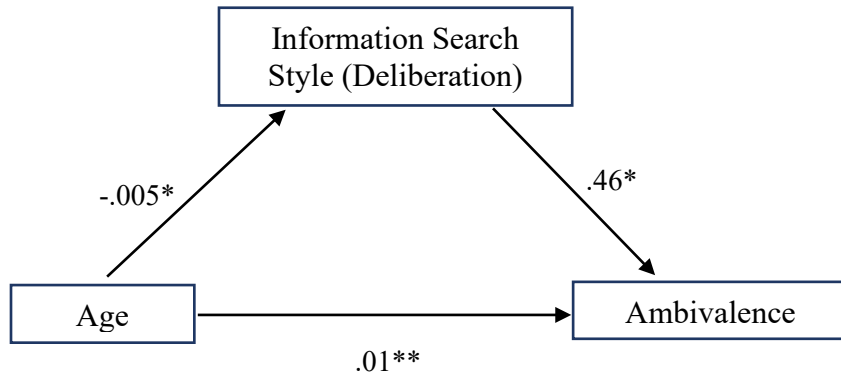 Information Search
Style (Deliberation)
-.005*
.46*
Age
Ambivalence
.01**